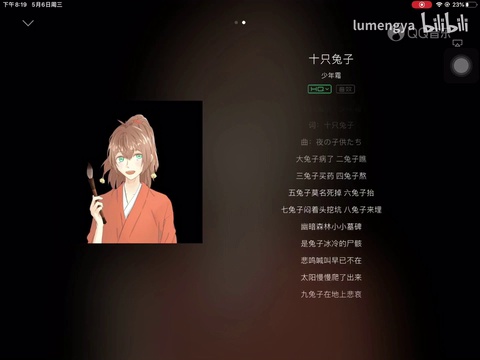 下午8:19 5月6日周三
23%
lumengya bilibili
QQ音乐
十只兔子
少年霜
HQ 音效
词：十只兔子
曲：夜の子供たち
大兔子病了 二兔子瞧
三兔子买药 四兔子熬
五兔子莫名死掉 六兔子抬
七兔子闷着头挖坑 八兔子来埋
幽暗森林小小墓碑
是兔子冰冷的尸骸
悲鸣喊叫早已不在
太阳慢慢爬了出来
九兔子在地上悲哀